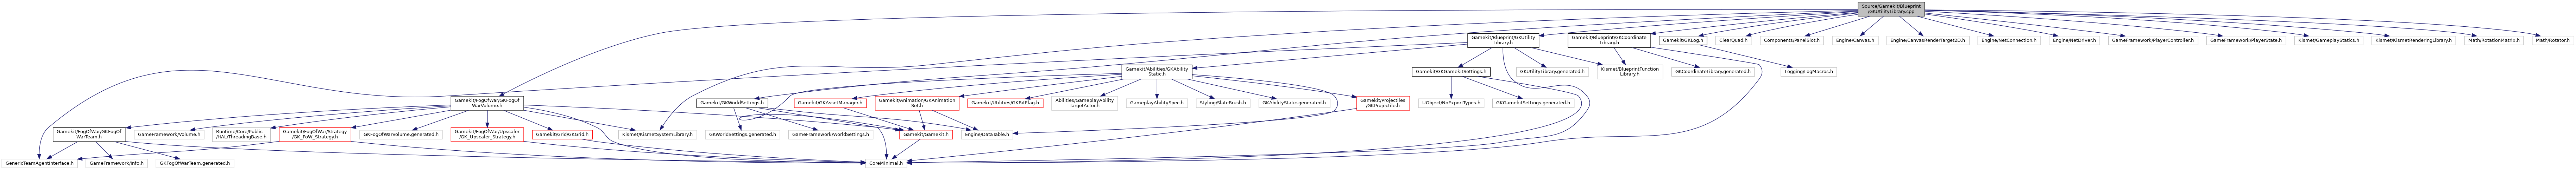 Source/Gamekit/Blueprint
/GKUtilityLibrary.cpp
Gamekit/Blueprint/GKUtility
Library.h
Gamekit/Blueprint/GKCoordinate
Library.h
Gamekit/GKLog.h
ClearQuad.h
Components/PanelSlot.h
Engine/Canvas.h
Engine/CanvasRenderTarget2D.h
Engine/NetConnection.h
Engine/NetDriver.h
GameFramework/PlayerController.h
GameFramework/PlayerState.h
Kismet/GameplayStatics.h
Kismet/KismetRenderingLibrary.h
Math/RotationMatrix.h
Math/Rotator.h
Gamekit/Abilities/GKAbility
Static.h
Gamekit/GKGamekitSettings.h
GKUtilityLibrary.generated.h
Kismet/BlueprintFunction
Library.h
GKCoordinateLibrary.generated.h
Logging/LogMacros.h
Gamekit/FogOfWar/GKFogOf
WarVolume.h
Gamekit/GKWorldSettings.h
Gamekit/GKAssetManager.h
Gamekit/Animation/GKAnimation
Set.h
Gamekit/Utilities/GKBitFlag.h
Abilities/GameplayAbility
TargetActor.h
GameplayAbilitySpec.h
Styling/SlateBrush.h
GKAbilityStatic.generated.h
Gamekit/Projectiles
/GKProjectile.h
UObject/NoExportTypes.h
GKGamekitSettings.generated.h
Gamekit/FogOfWar/GKFogOf
WarTeam.h
GameFramework/Volume.h
Runtime/Core/Public
/HAL/ThreadingBase.h
Gamekit/FogOfWar/Strategy
/GK_FoW_Strategy.h
GKFogOfWarVolume.generated.h
Gamekit/FogOfWar/Upscaler
/GK_Upscaler_Strategy.h
Gamekit/Grid/GKGrid.h
Kismet/KismetSystemLibrary.h
GKWorldSettings.generated.h
GameFramework/WorldSettings.h
Gamekit/Gamekit.h
Engine/DataTable.h
GenericTeamAgentInterface.h
GameFramework/Info.h
GKFogOfWarTeam.generated.h
CoreMinimal.h